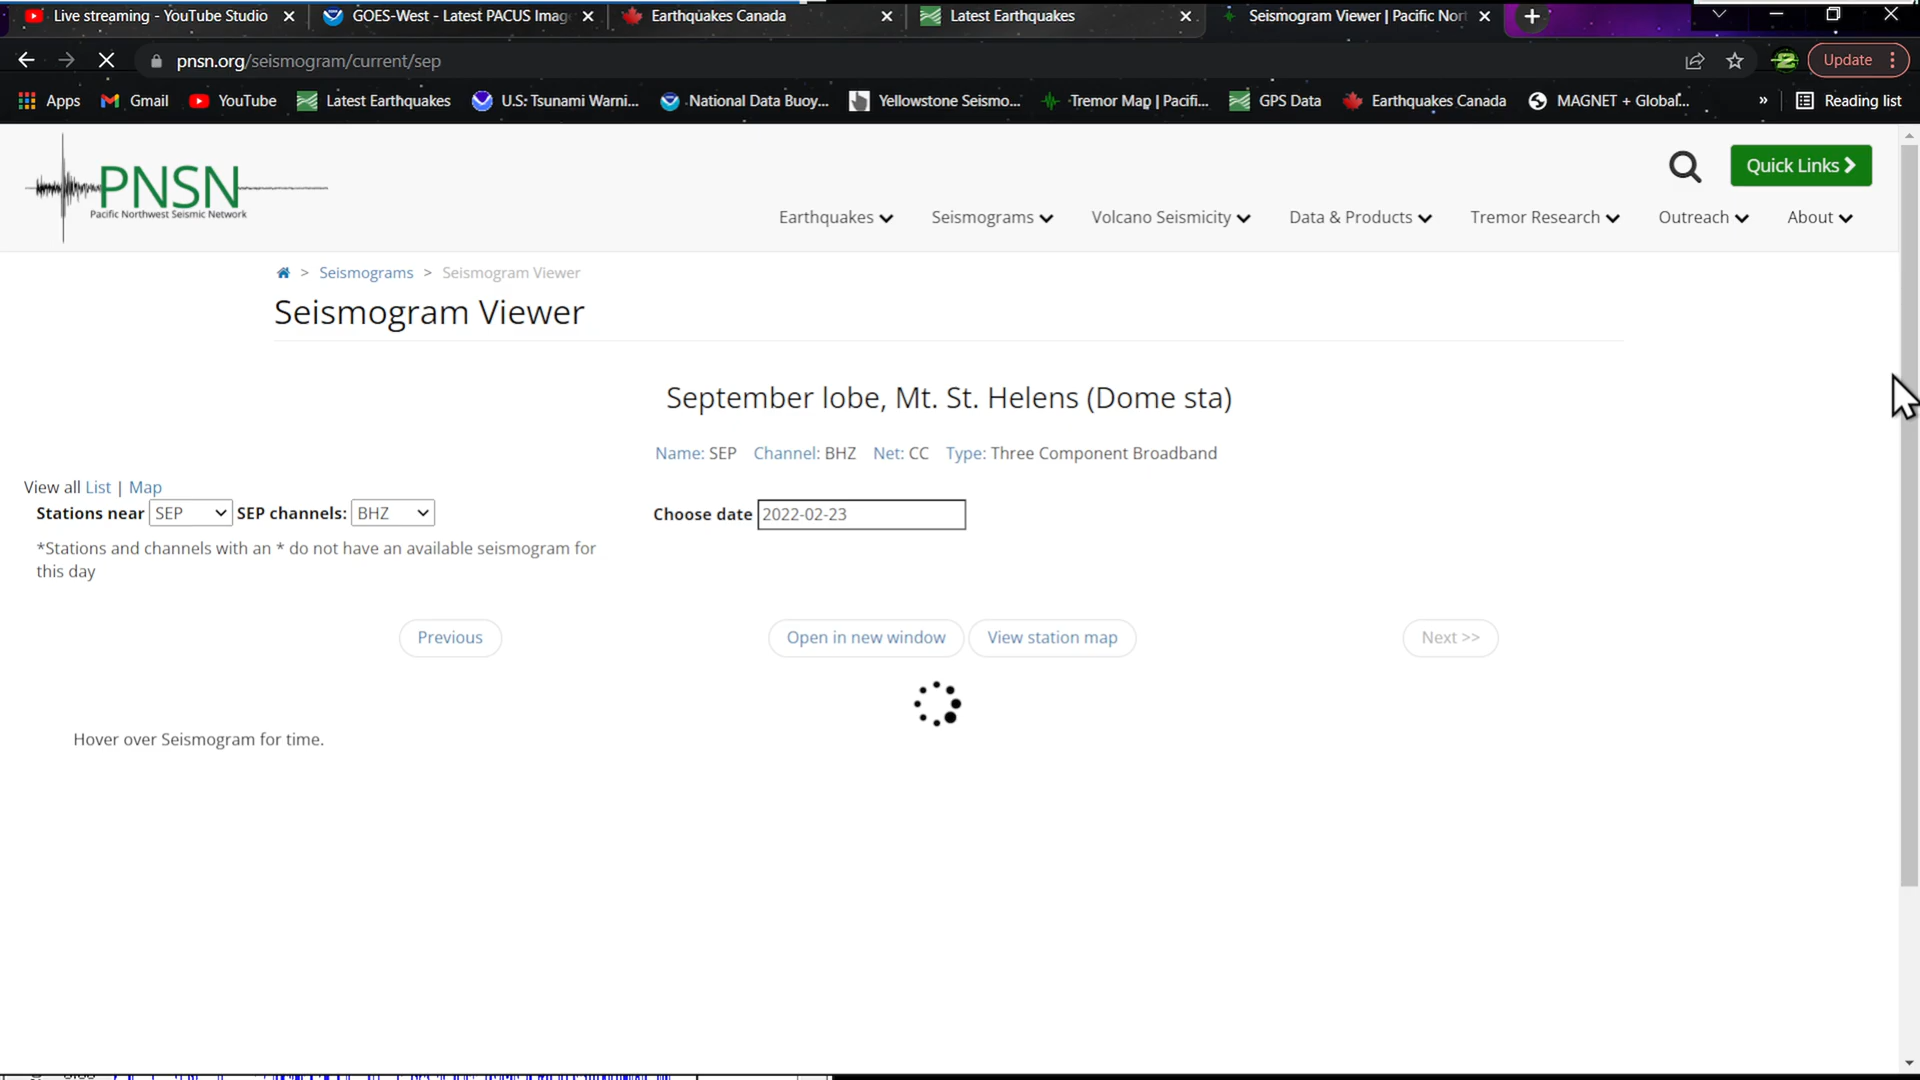 Live streaming - YouTube Studio GOES-West - Latest PACUS Imag Earthquakes Canada Latest Earthquakes Seismogram Viewer | Pacific Nor
pnsn.org/seismogram/current/sep Update
Apps Gmail YouTube Latest Earthquakes U.S. Tsunami Warni... National Data Buoy... Yellowstone Seismo... Tremor Map | Pacifi... GPS Data Earthquakes Canada MAGNET + Global... » Reading list
PNSN
Pacific Northwest Seismic Network
Quick Links
Earthquakes Seismograms Volcano Seismicity Data & Products Tremor Research Outreach About
> Seismograms > Seismogram Viewer
Seismogram Viewer
September lobe, Mt. St. Helens (Dome sta)
Name: SEP Channel: BHZ Net: CC Type: Three Component Broadband
View all List | Map
Stations near SEP SEP channels: BHZ Choose date 2022-02-23
*Stations and channels with an * do not have an available seismogram for
this day
Previous Open in new window View station map Next >>
Hover over Seismogram for time.